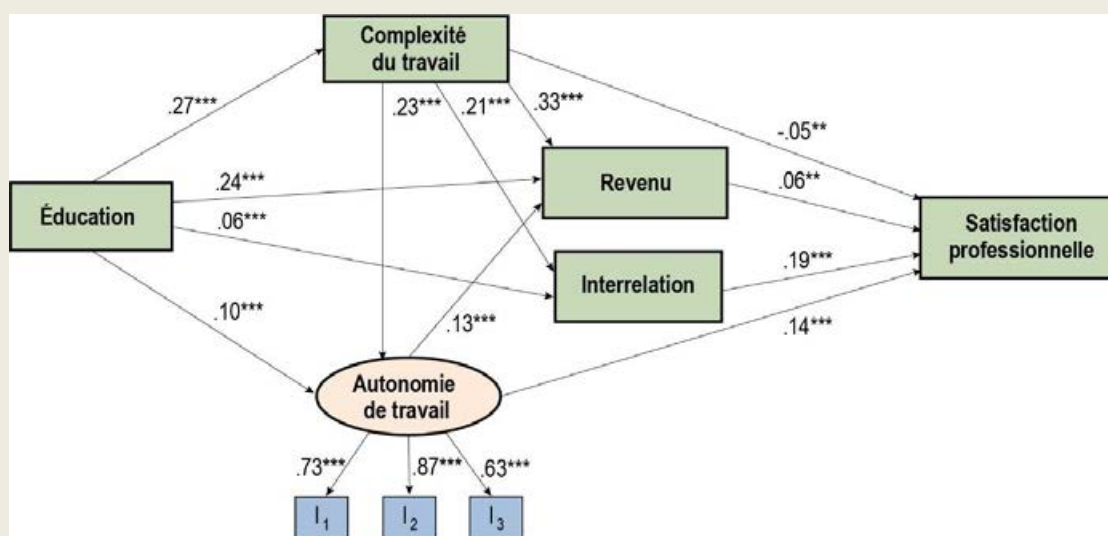 Complexité
du travail
.27***
.23***
.21***
.33***
-.05**
Revenu
.24***
.06**
Éducation
.06***
Satisfaction
professionnelle
Interrelation
.19***
.10***
.13***
.14***
Autonomie
de travail
.73***
.87***
.63***
I1
I2
I3